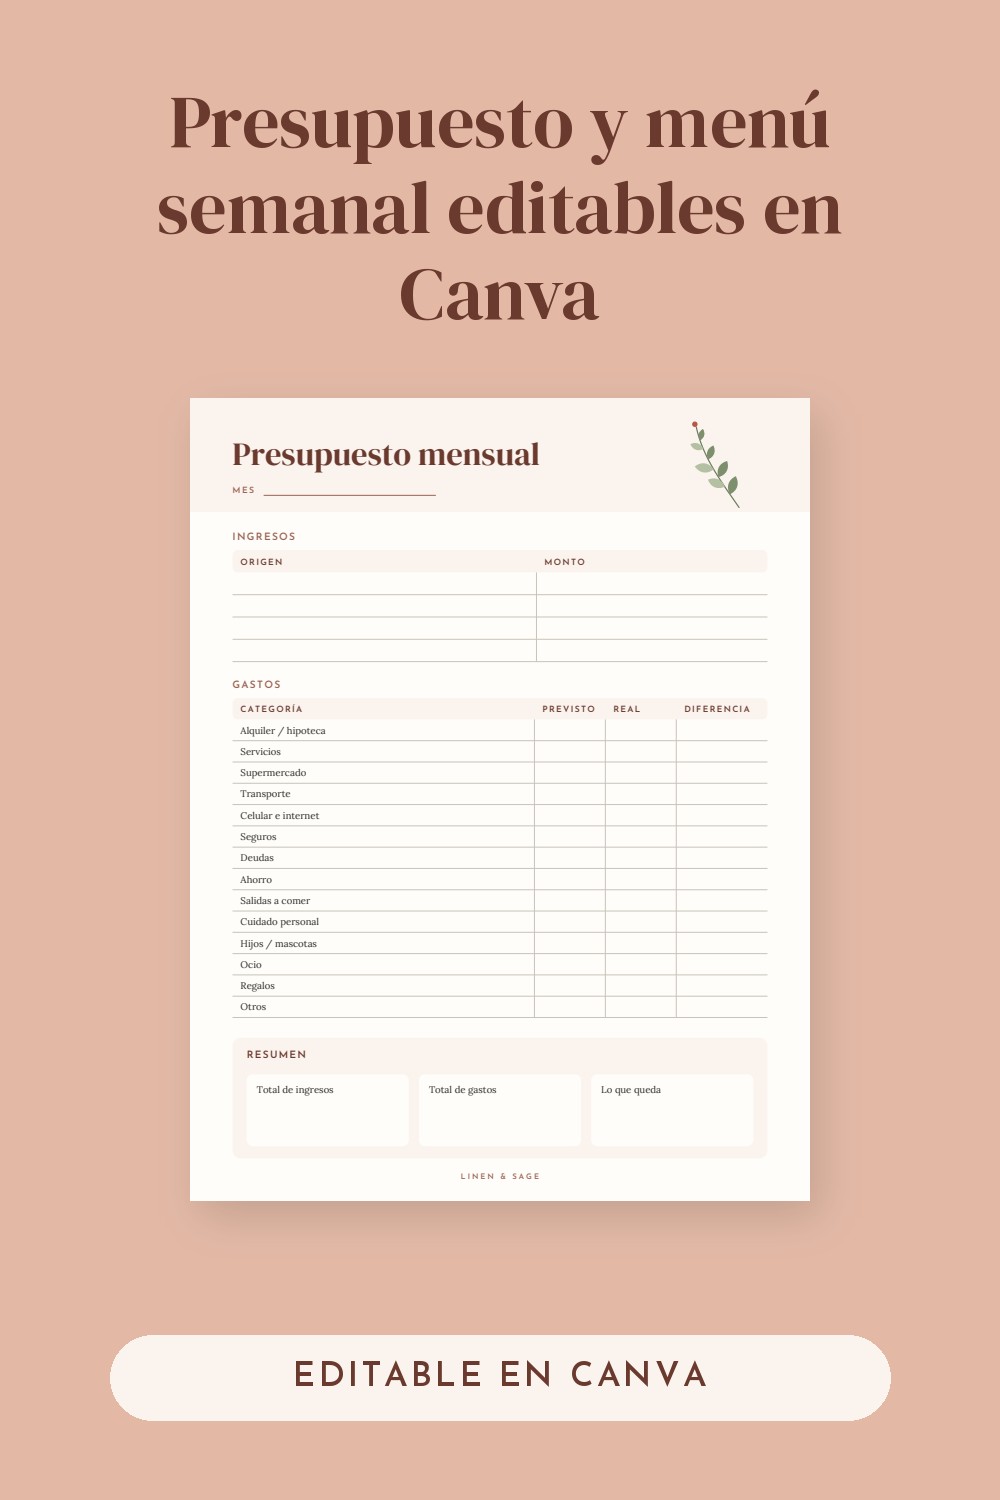 Presupuesto y menú
semanal editables en
Canva
Presupuesto mensual
MES
INGRESOS
ORIGEN MONTO
GASTOS
CATEGORÍA PREVISTO REAL DIFERENCIA
Alquiler / hipoteca
Servicios
Supermercado
Transporte
Celular e internet
Seguros
Deudas
Ahorro
Salidas a comer
Cuidado personal
Hijos / mascotas
Ocio
Regalos
Otros
RESUMEN
Total de ingresos Total de gastos Lo que queda
LINEN & SAGE
EDITABLE EN CANVA